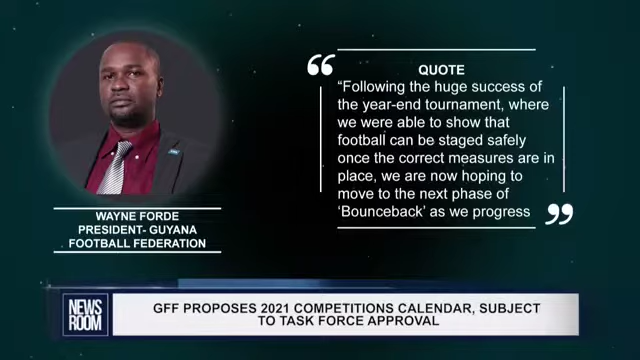 WAYNE FORDE
PRESIDENT- GUYANA
FOOTBALL FEDERATION
QUOTE
“Following the huge success of
the year-end tournament, where
we were able to show that
football can be staged safely
once the correct measures are in
place, we are now hoping to
move to the next phase of
‘Bounceback’ as we progress
NEWS
ROOM
GFF PROPOSES 2021 COMPETITIONS CALENDAR, SUBJECT
TO TASK FORCE APPROVAL